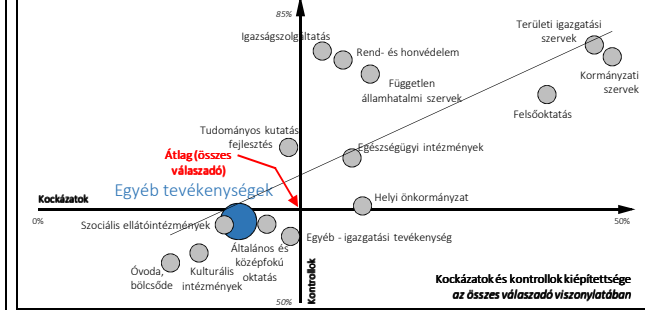 85%
Területi igazgatási
szervek
Igazságszolgáltatás
Rend- és honvédelem
Kormányzati
szervek
Független
államhatalmi szervek
Felsőoktatás
Tudományos kutatás
fejlesztés
Egészségügyi intézmények
Átlag (összes
válaszadó)
Egyéb tevékenységek
Kockázatok
Helyi önkormányzat
0%
50%
Szociális ellátóintézmények
Egyéb - igazgatási tevékenység
Általános és
középfokú
oktatás
Óvoda,
bölcsőde
Kulturális
intézmények
Kontrollok
Kockázatok és kontrollok kiépítettsége
az összes válaszadó viszonylatában
50%